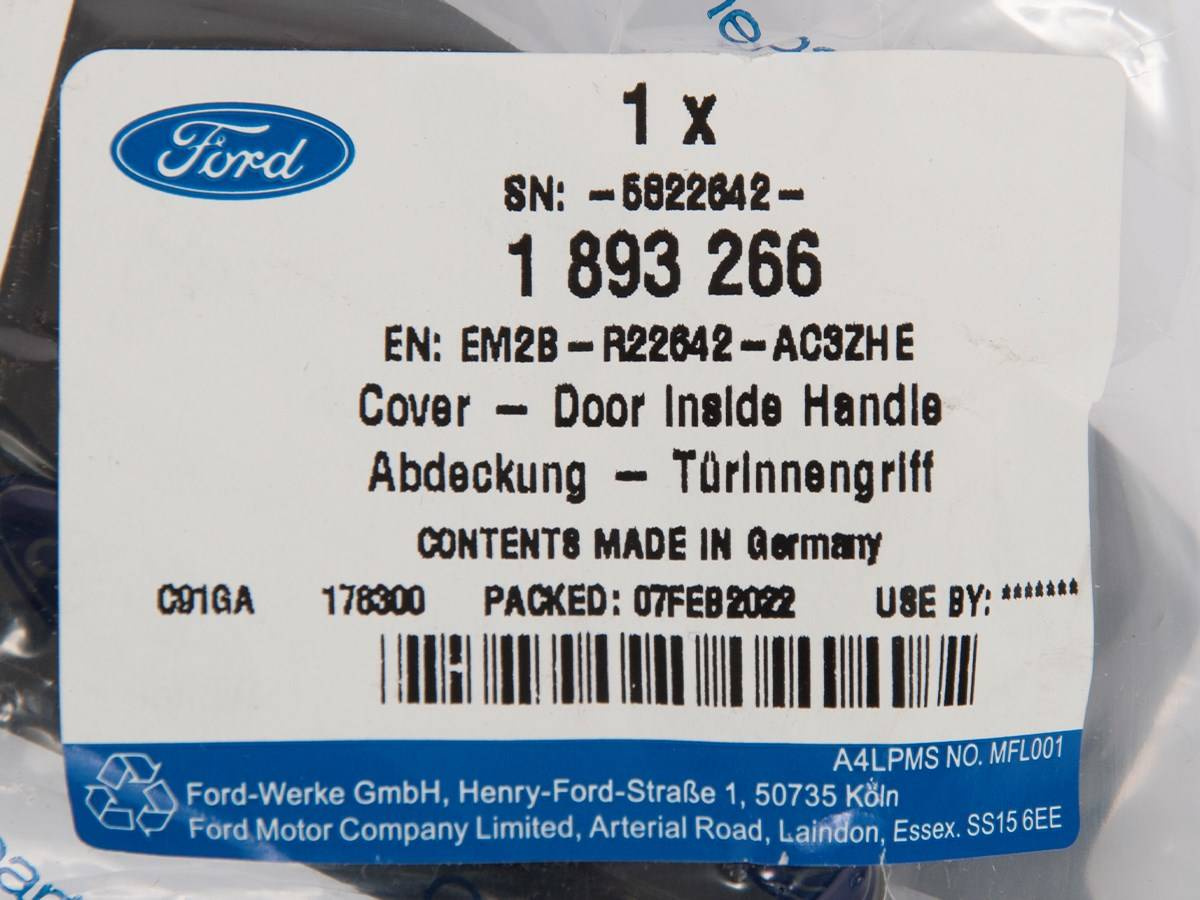 Ford
1 x
SN: -5822642-
1 893 266
EN: EM2B-R22642-AC3ZHE
Cover - Door Inside Handle
Abdeckung - Türinnengriff
CONTENTS MADE IN Germany
C91GA 178300 PACKED: 07FEB2022 USE BY: *******
A4LPMS NO. MFL001
Ford-Werke GmbH, Henry-Ford-Straße 1, 50735 Köln
Ford Motor Company Limited, Arterial Road, Laindon, Essex. SS15 6EE